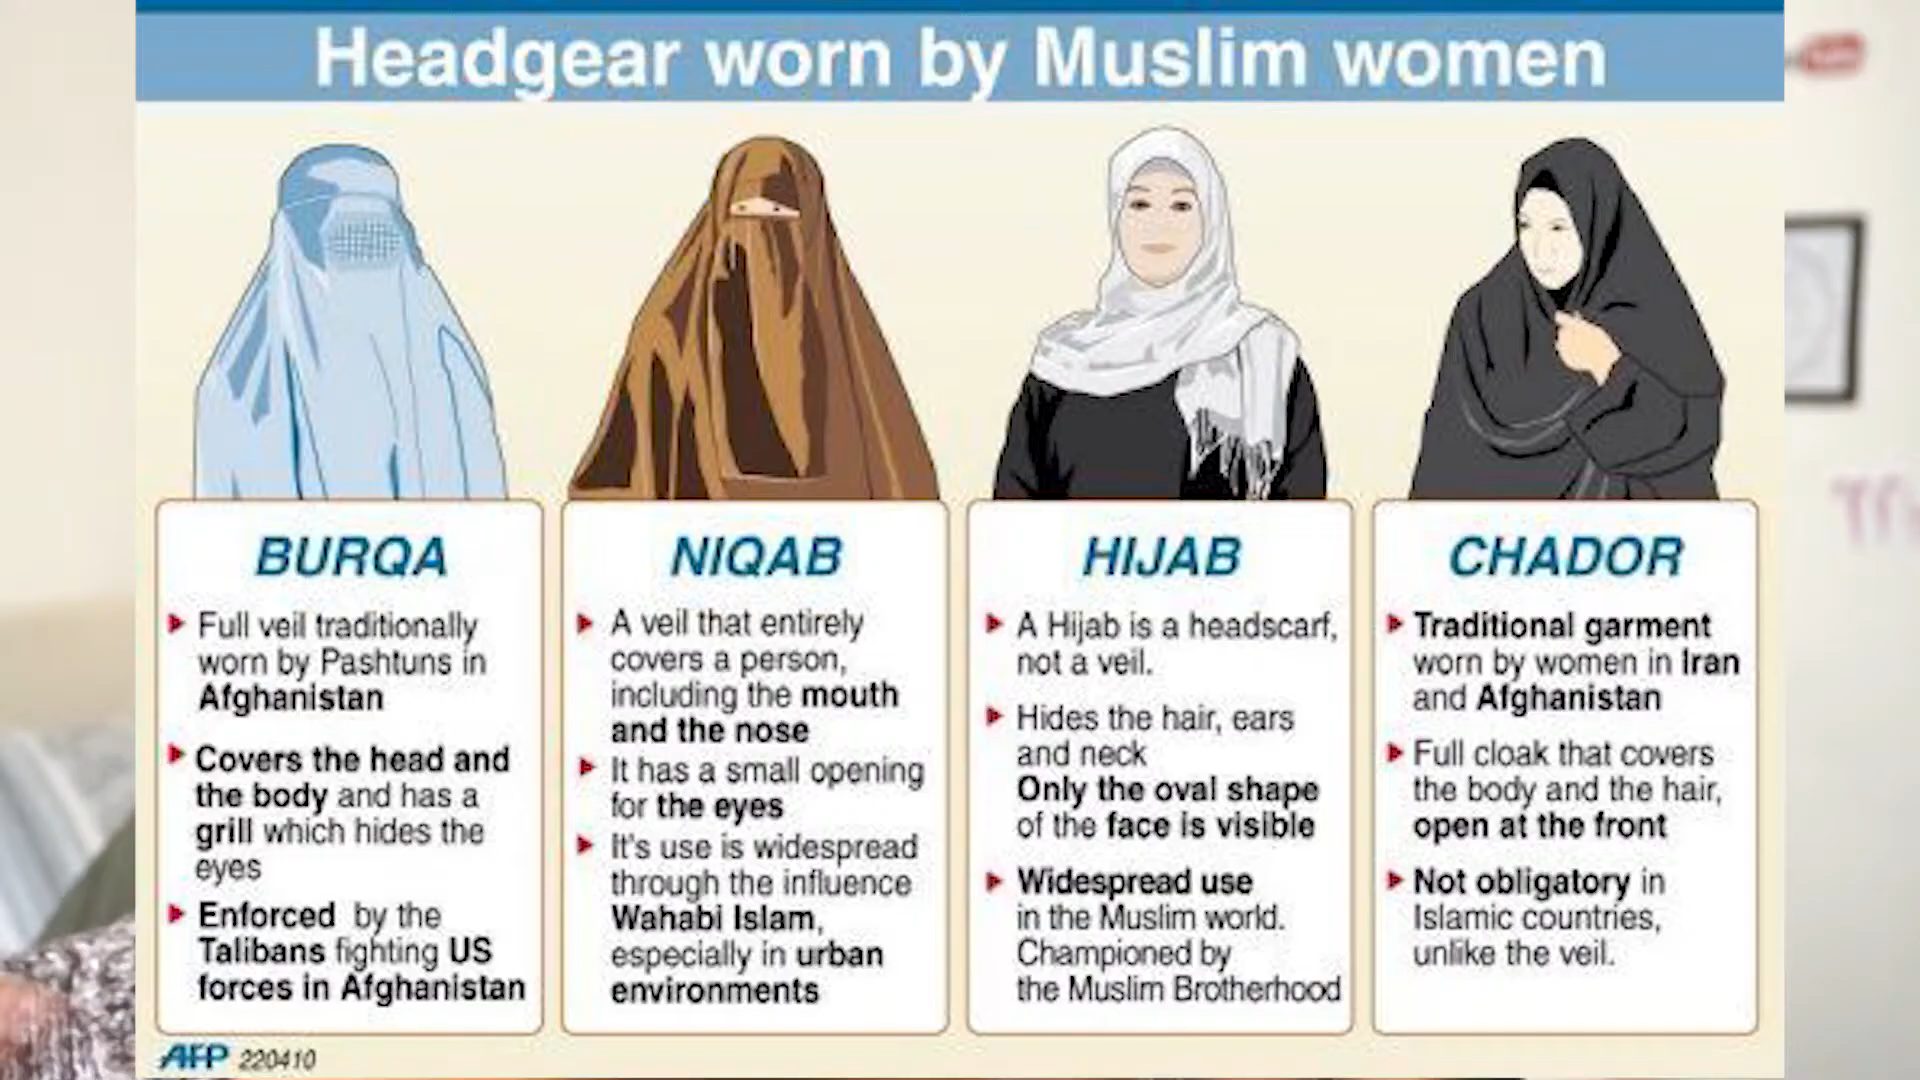 Headgear worn by Muslim women
BURQA
Full veil traditionally
worn by Pashtuns in
Afghanistan
Covers the head and
the body and has a
grill which hides the
eyes
Enforced by the
Talibans fighting US
forces in Afghanistan
NIQAB
A veil that entirely
covers a person,
including the mouth
and the nose
It has a small opening
for the eyes
It's use is widespread
through the influence
Wahabi Islam,
especially in urban
environments
HIJAB
A Hijab is a headscarf,
not a veil.
Hides the hair, ears
and neck
Only the oval shape
of the face is visible
Widespread use
in the Muslim world.
Championed by
the Muslim Brotherhood
CHADOR
Traditional garment
worn by women in Iran
and Afghanistan
Full cloak that covers
the body and the hair,
open at the front
Not obligatory in
Islamic countries,
unlike the veil.
AFP 220410